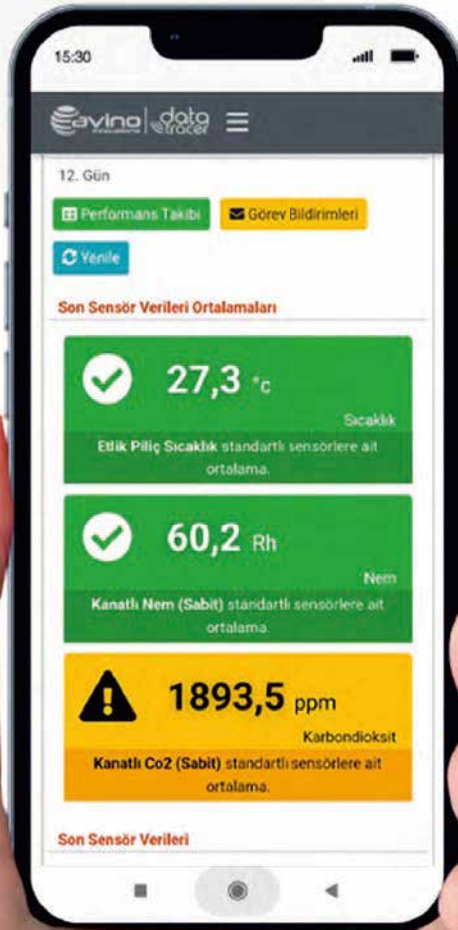 15:30
avino data tracer
12. Gün
Performans Takibi
Görev Bildirimleri
Yenile
Son Sensör Verileri Ortalamaları
27,3 °c
Sıcaklık
Etlik Piliç Sıcaklık standartlı sensörlere ait
ortalama.
60,2 Rh
Nem
Kanatlı Nem (Sabit) standartlı sensörlere ait
ortalama.
1893,5 ppm
Karbondioksit
Kanatlı Co2 (Sabit) standartlı sensörlere ait
ortalama.
Son Sensör Verileri